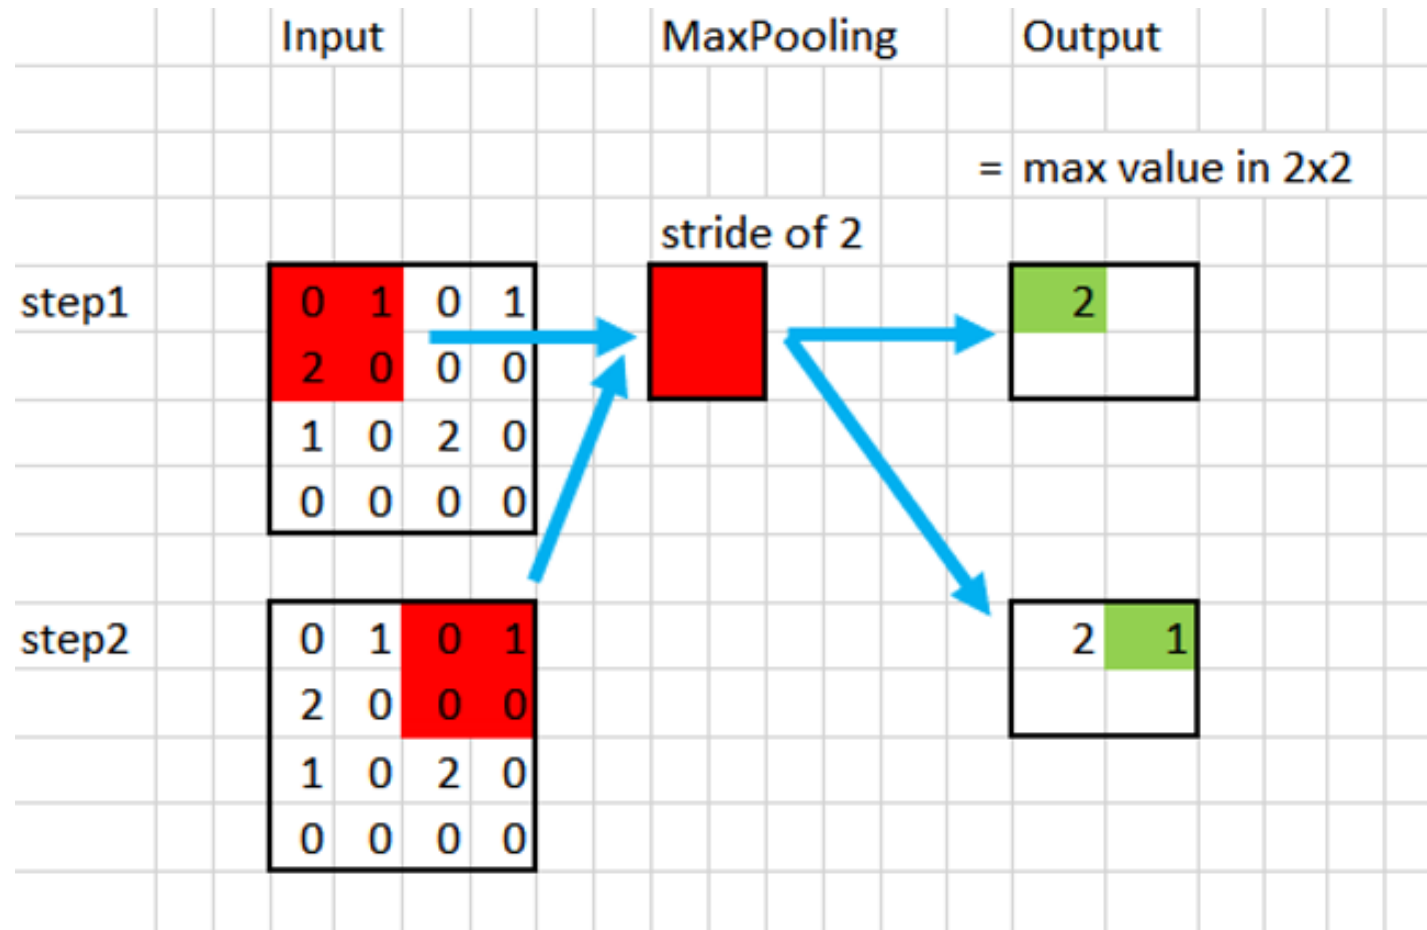 Input MaxPooling Output
= max value in 2x2
stride of 2
step1 0 1 0 1 2
2 0 0 0
1 0 2 0
0 0 0 0
step2 0 1 0 1 2 1
2 0 0 0
1 0 2 0
0 0 0 0